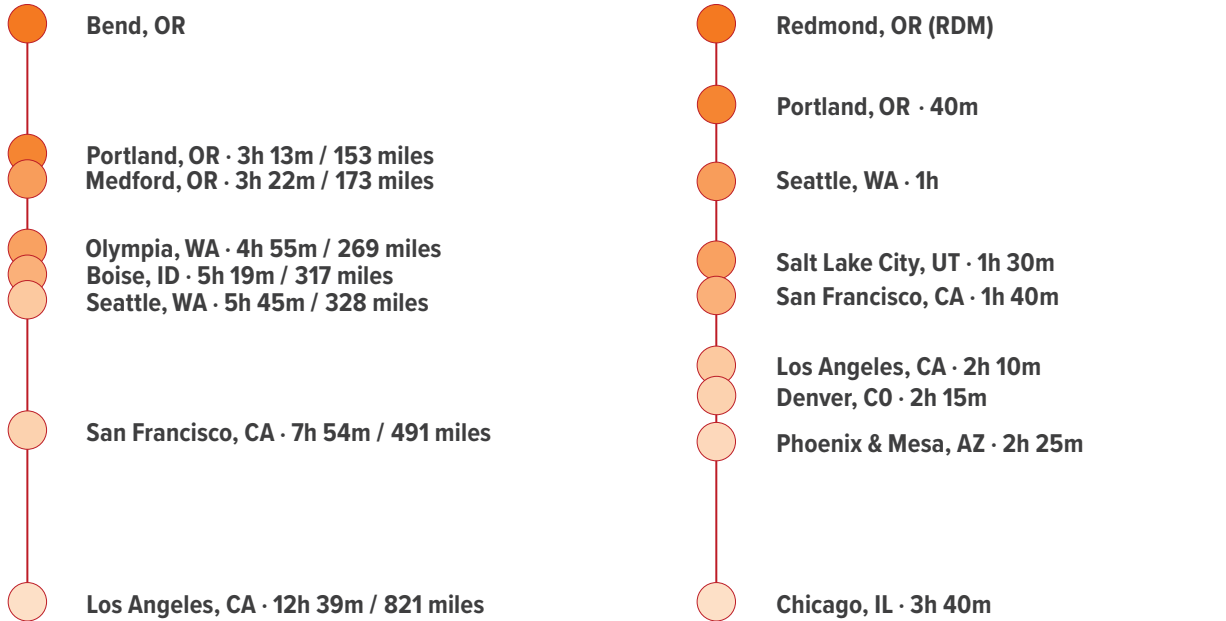 Bend, OR
Portland, OR · 3h 13m / 153 miles
Medford, OR · 3h 22m / 173 miles
Olympia, WA · 4h 55m / 269 miles
Boise, ID · 5h 19m / 317 miles
Seattle, WA · 5h 45m / 328 miles
San Francisco, CA · 7h 54m / 491 miles
Los Angeles, CA · 12h 39m / 821 miles
Redmond, OR (RDM)
Portland, OR · 40m
Seattle, WA · 1h
Salt Lake City, UT · 1h 30m
San Francisco, CA · 1h 40m
Los Angeles, CA · 2h 10m
Denver, C0 · 2h 15m
Phoenix & Mesa, AZ · 2h 25m
Chicago, IL · 3h 40m